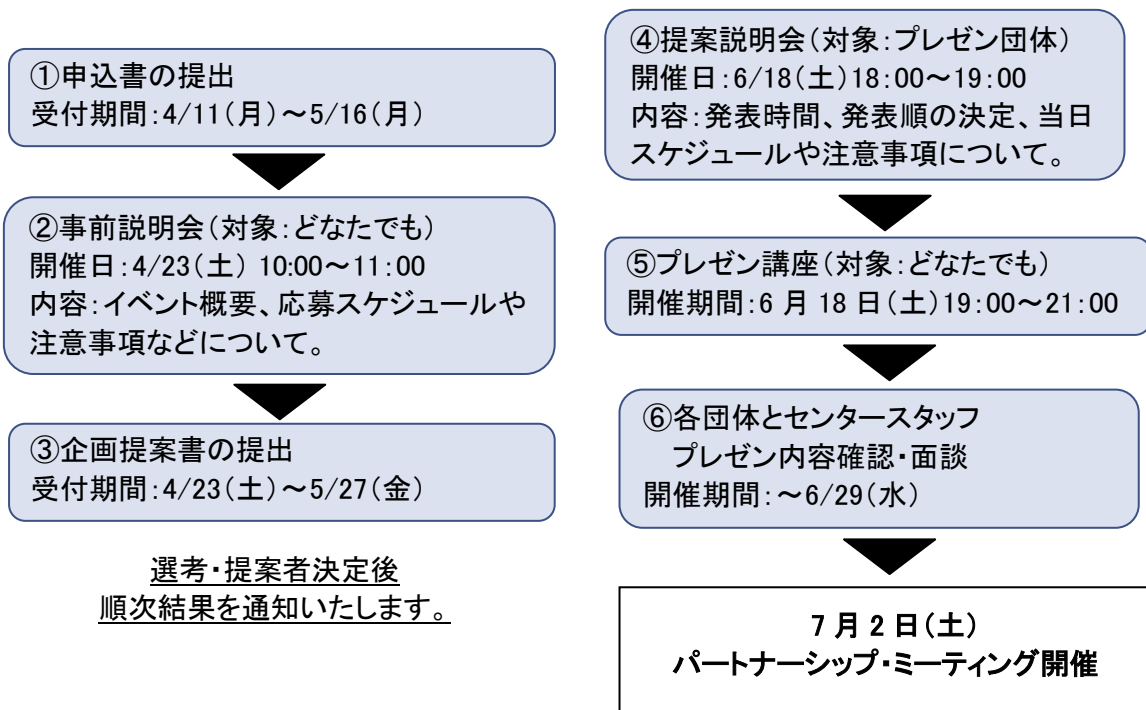 ①申込書の提出
受付期間：4/11(月)～5/16(月)
②事前説明会(対象：どなたでも)
開催日：4/23(土) 10:00～11:00
内容：イベント概要、応募スケジュールや
注意事項などについて。
③企画提案書の提出
受付期間：4/23(土)～5/27(金)
選考・提案者決定後
順次結果を通知いたします。
④提案説明会(対象：プレゼン団体)
開催日：6/18(土)18:00～19:00
内容：発表時間、発表順の決定、当日
スケジュールや注意事項について。
⑤プレゼン講座(対象：どなたでも)
開催期間：6 月 18 日(土)19:00～21:00
⑥各団体とセンタースタッフ
プレゼン内容確認・面談
開催期間：～6/29(水)
7 月 2 日(土)
パートナーシップ・ミーティング開催